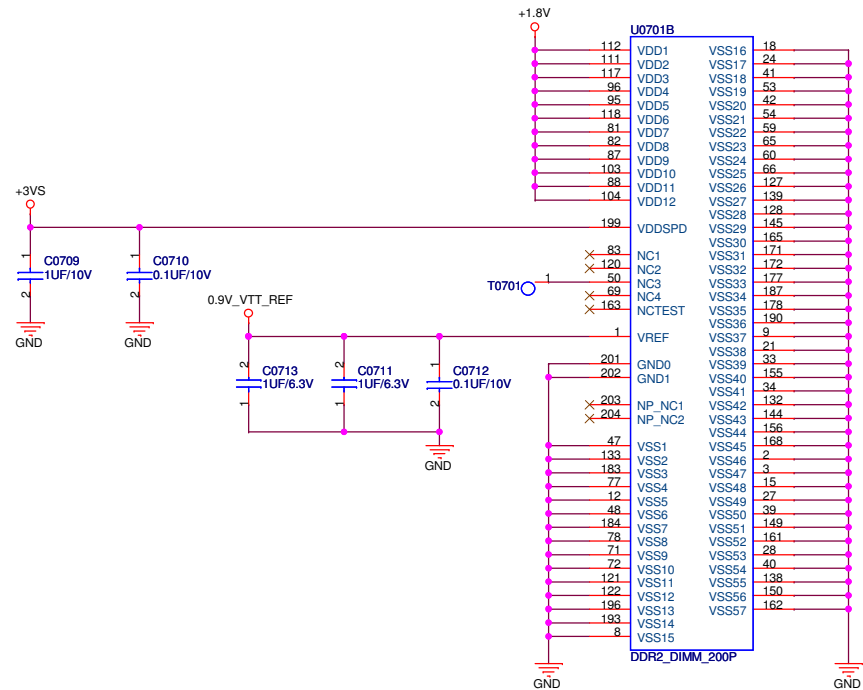 +1.8V
U0701B
112 VDD1 VSS16 18
111 VDD2 VSS17 24
117 VDD3 VSS18 41
96 VDD4 VSS19 53
95 VDD5 VSS20 42
118 VDD6 VSS21 54
81 VDD7 VSS22 59
82 VDD8 VSS23 65
87 VDD9 VSS24 60
103 VDD10 VSS25 66
88 VDD11 VSS26 127
104 VDD12 VSS27 139
VSS28 128
+3VS
199 VDDSPD VSS29 145
VSS30 165
83 NC1 VSS31 171
120 NC2 VSS32 172
50 NC3 VSS33 177
69 NC4 VSS34 187
163 NCTEST VSS35 178
VSS36 190
1 VREF VSS37 9
VSS38 21
201 GND0 VSS39 33
202 GND1 VSS40 155
VSS41 34
203 NP_NC1 VSS42 132
204 NP_NC2 VSS43 144
VSS44 156
47 VSS1 VSS45 168
133 VSS2 VSS46 2
183 VSS3 VSS47 3
77 VSS4 VSS48 15
12 VSS5 VSS49 27
48 VSS6 VSS50 39
184 VSS7 VSS51 149
78 VSS8 VSS52 161
71 VSS9 VSS53 28
72 VSS10 VSS54 40
121 VSS11 VSS55 138
122 VSS12 VSS56 150
196 VSS13 VSS57 162
193 VSS14
8 VSS15
DDR2_DIMM_200P
GND
GND
1
C0709
1UF/10V
2
GND
1
C0710
0.1UF/10V
2
GND
T0701
1
0.9V_VTT_REF
2
C0713
1UF/6.3V
1
2
C0711
1UF/6.3V
1
1
C0712
0.1UF/10V
2
GND